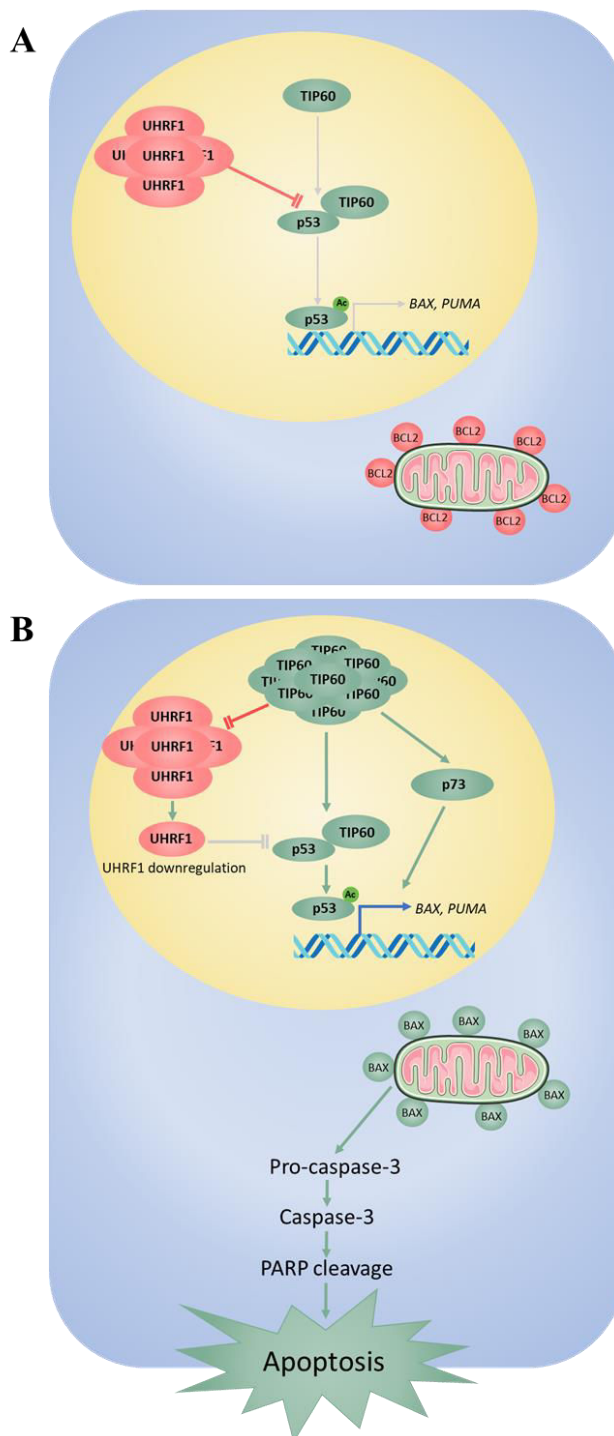 A
TIP60
UHRF1
UHRF1
UHRF1
p53
TIP60
Ac
p53
BAX, PUMA
BCL2
BCL2
BCL2
BCL2
BCL2
BCL2
BCL2
BCL2
B
TIP60
TIP60
TIP60
TIP60
TIP60
TIP60
TIP60
UHRF1
UHRF1
UHRF1
p73
UHRF1
p53
TIP60
UHRF1 downregulation
Ac
p53
BAX, PUMA
BAX
BAX
BAX
BAX
BAX
BAX
BAX
Pro-caspase-3
Caspase-3
PARP cleavage
Apoptosis